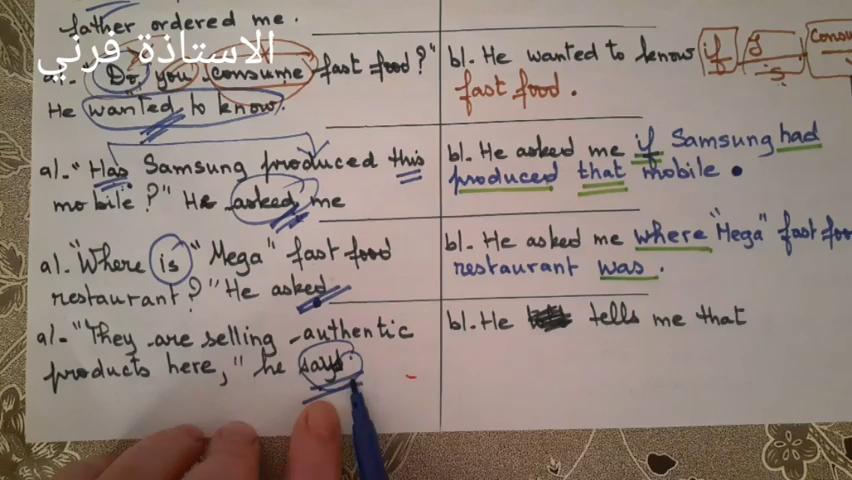 father ordered me.
الاستاذة فرني
a). "Do you consume fast food?"
He wanted to know.
b). He wanted to know if
fast food.
a). "Has Samsung produced this
mobile?" He asked me
b). He asked me if Samsung had
produced that mobile.
a). "Where is "Mega" fast food
restaurant?" He asked
b). He asked me where "Mega" fast foo
restaurant was.
a). "They are selling authentic
products here," he says.
b). He tells me that